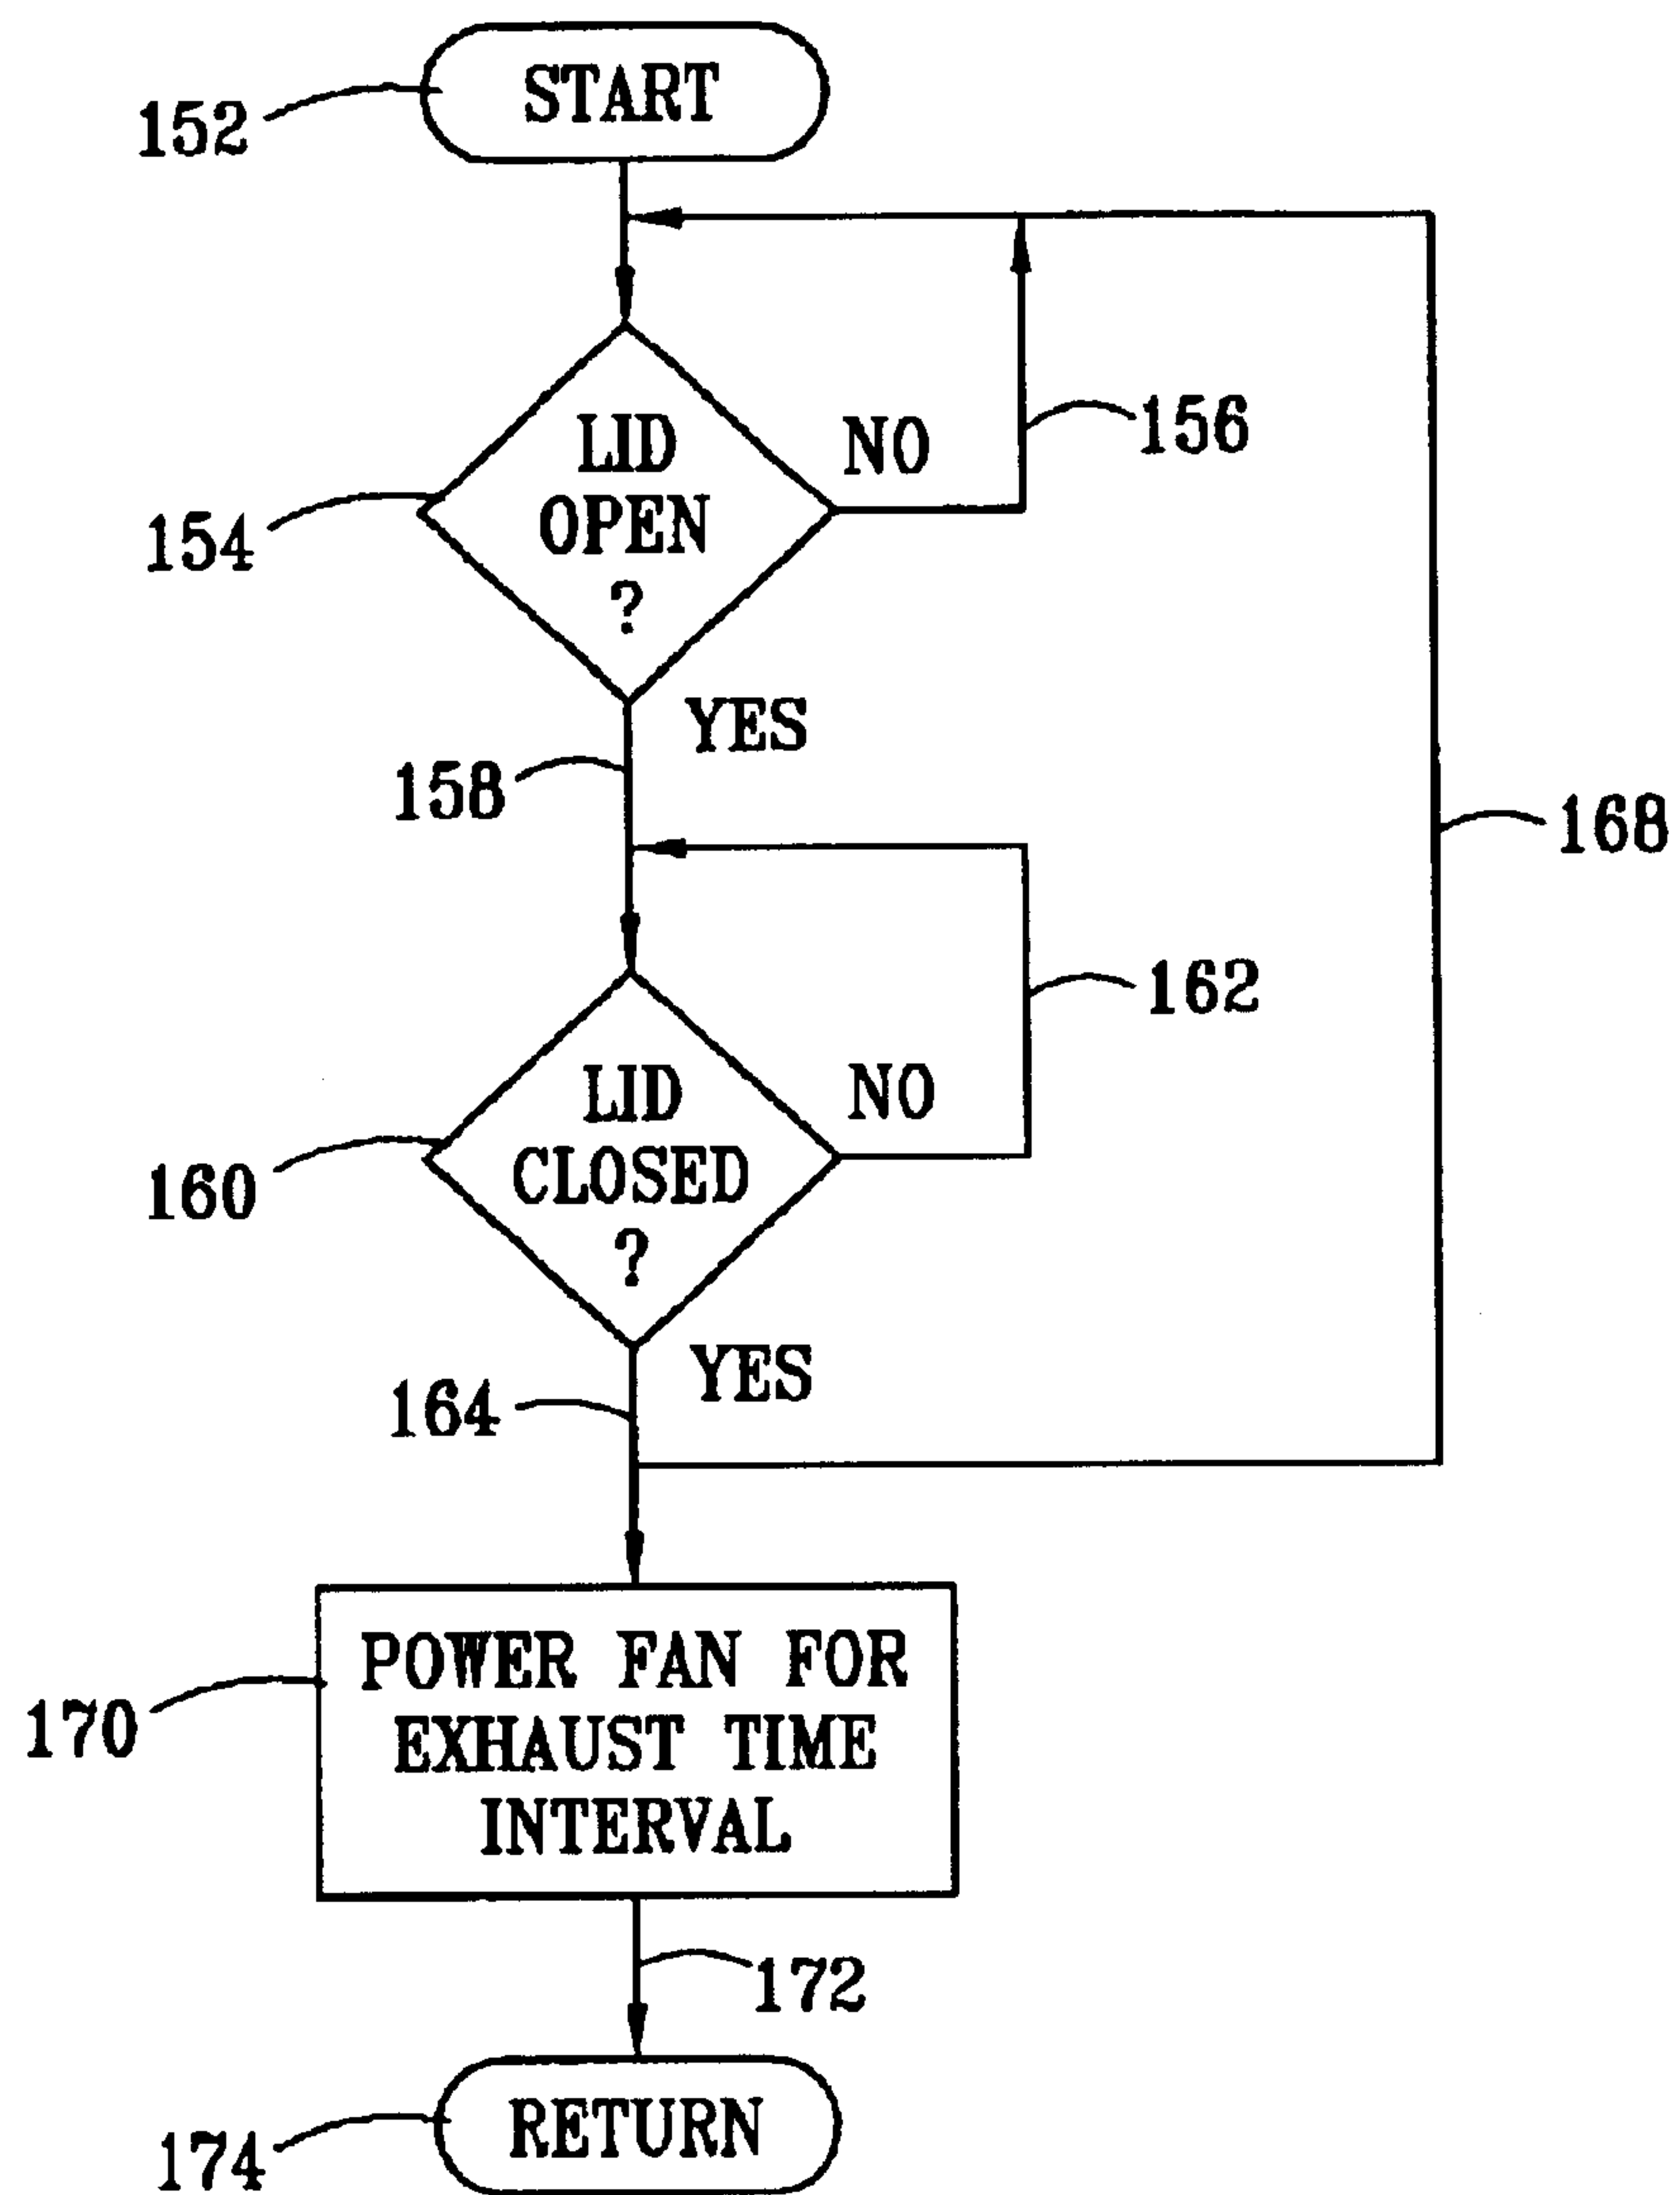 START
152
LID
OPEN
?
NO
156
154
YES
158
168
162
LID
CLOSED
?
NO
160
YES
164
POWER FAN FOR
EXHAUST TIME
INTERVAL
170
172
RETURN
174